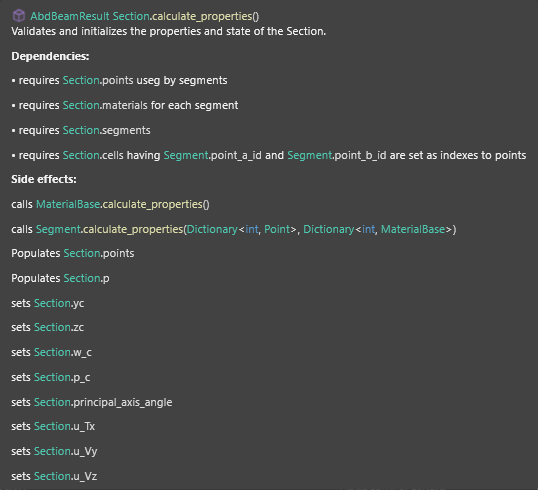 AbdBeamResult Section.calculate_properties()
Validates and initializes the properties and state of the Section.
Dependencies:
• requires Section.points useg by segments
• requires Section.materials for each segment
• requires Section.segments
• requires Section.cells having Segment.point_a_id and Segment.point_b_id are set as indexes to points
Side effects:
calls MaterialBase.calculate_properties()
calls Segment.calculate_properties(Dictionary<int, Point>, Dictionary<int, MaterialBase>)
Populates Section.points
Populates Section.p
sets Section.yc
sets Section.zc
sets Section.w_c
sets Section.p_c
sets Section.principal_axis_angle
sets Section.u_Tx
sets Section.u_Vy
sets Section.u_Vz